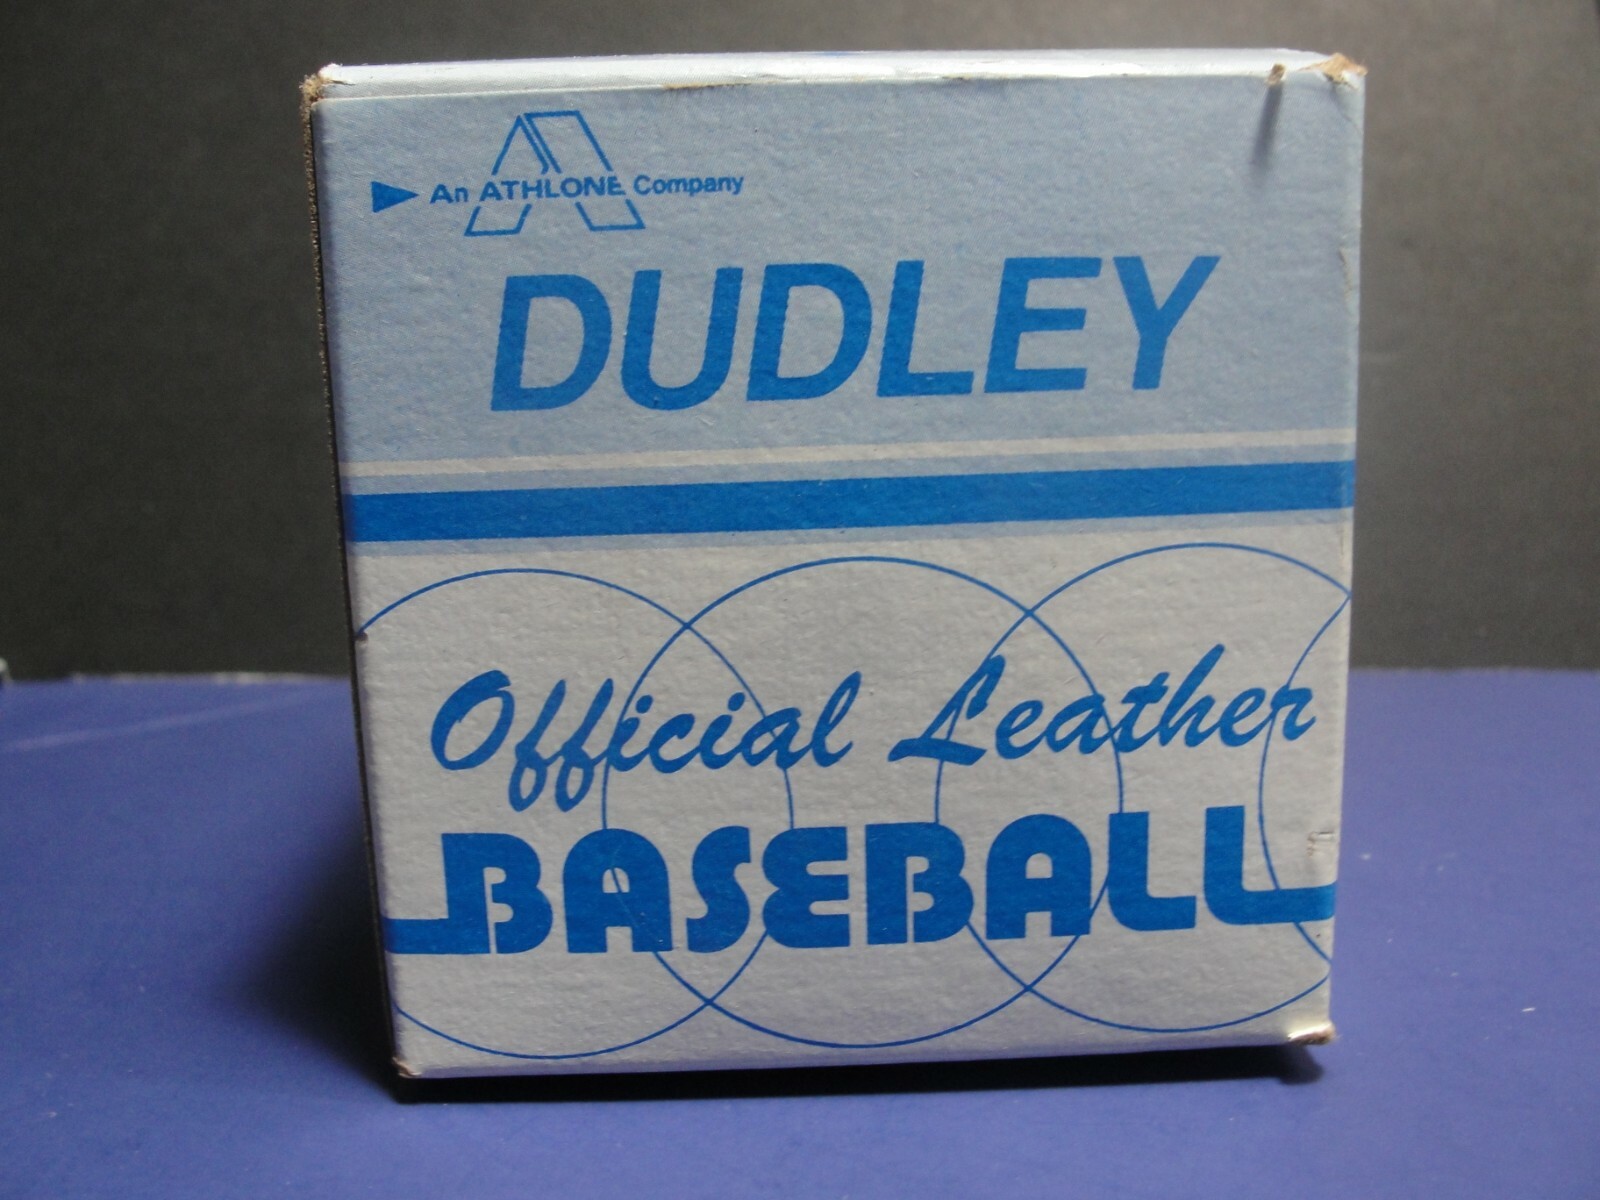 An ATHLONE Company
DUDLEY
Official Leather
BASEBALL